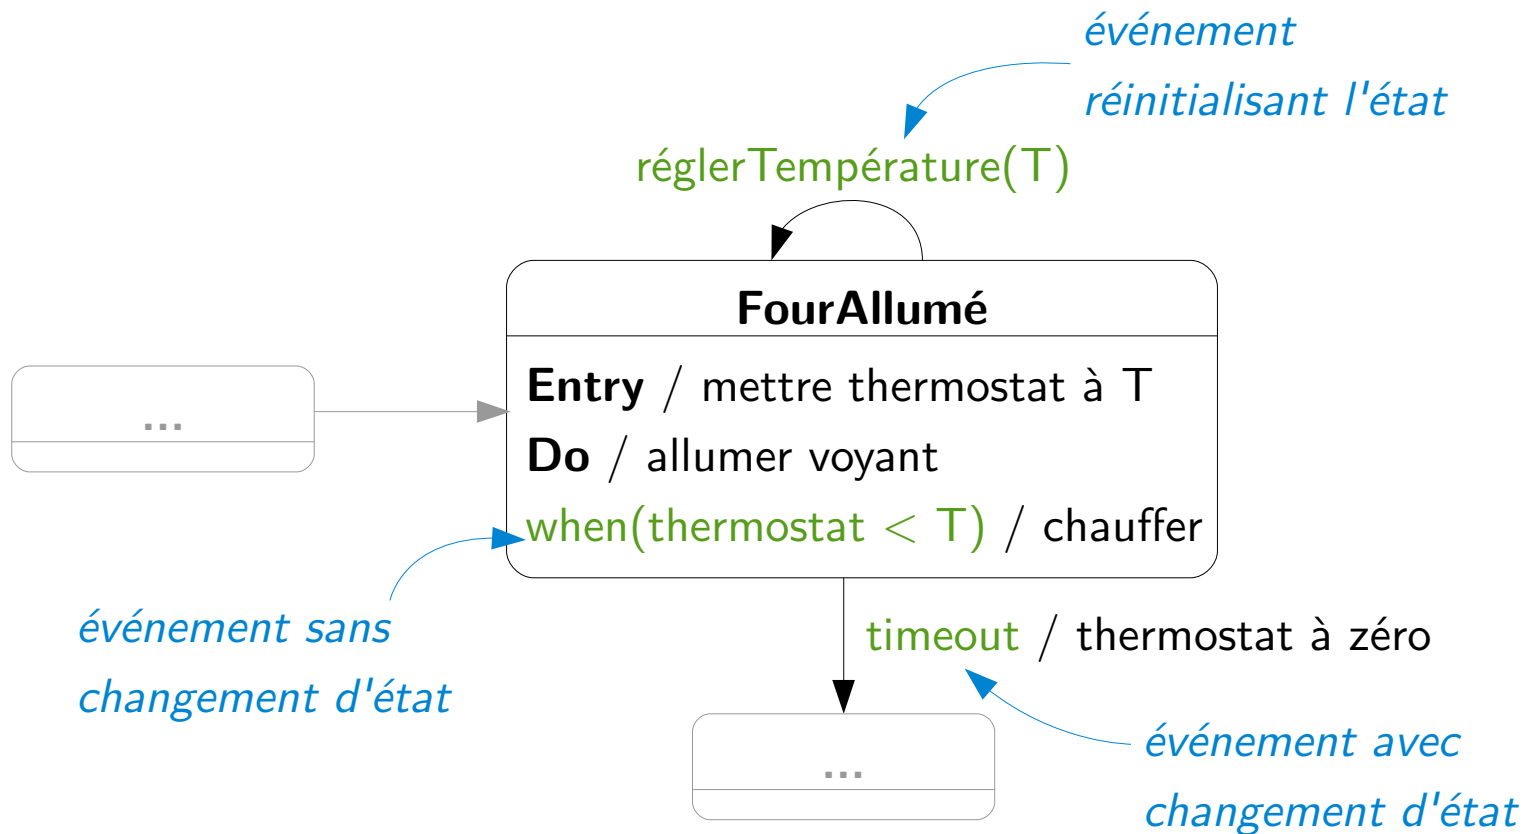 événement
réinitialisant l'état
réglerTempérature(T)
FourAllumé
Entry / mettre thermostat à T
...
Do / allumer voyant
when(thermostat < T) / chauffer
événement sans
changement d'état
timeout / thermostat à zéro
...
événement avec
changement d'état